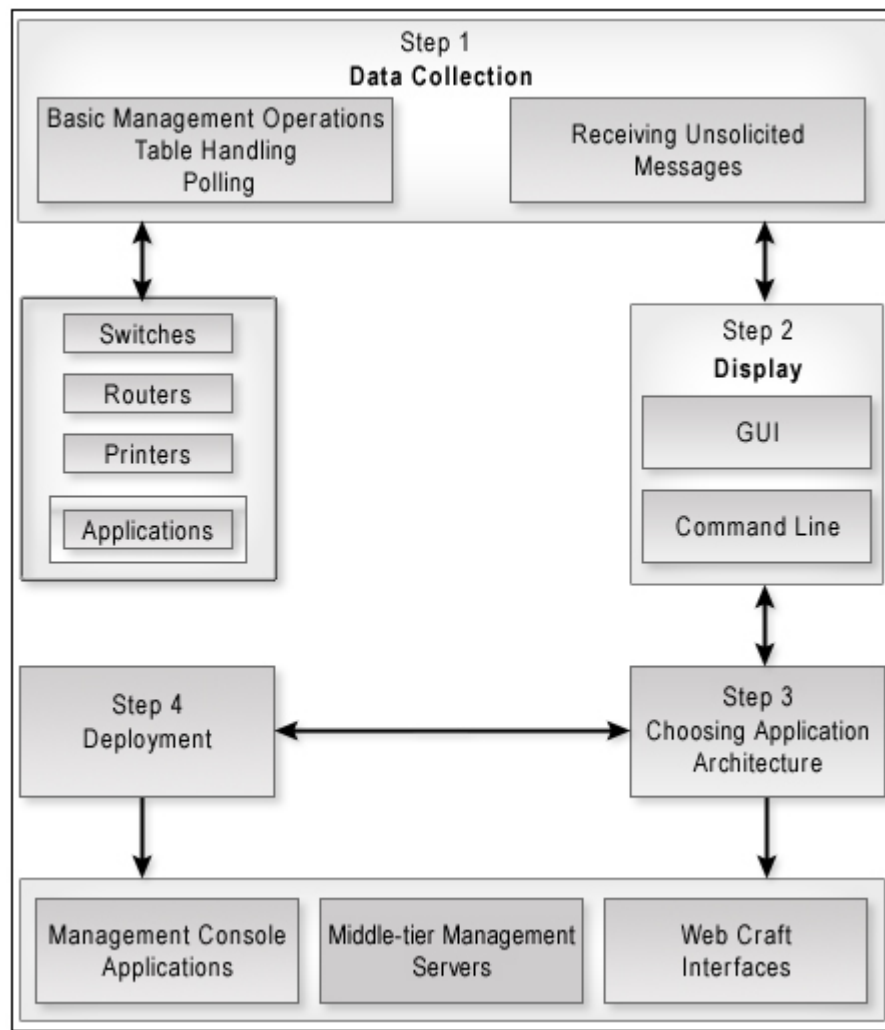 Step 1
Data Collection
Basic Management Operations
Table Handling
Polling
Receiving Unsolicited
Messages
Switches
Routers
Printers
Applications
Step 2
Display
GUI
Command Line
Step 4
Deployment
Step 3
Choosing Application
Architecture
Management Console
Applications
Middle-tier Management
Servers
Web Craft
Interfaces